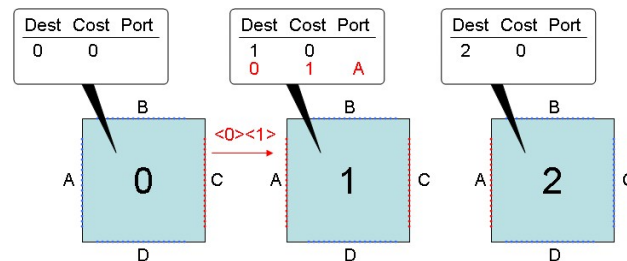 Dest Cost Port
0 0
Dest Cost Port
1 0
0 1 A
Dest Cost Port
2 0
B
A 0 C
D
<0><1>
B
A 1 C
D
B
A 2 C
D